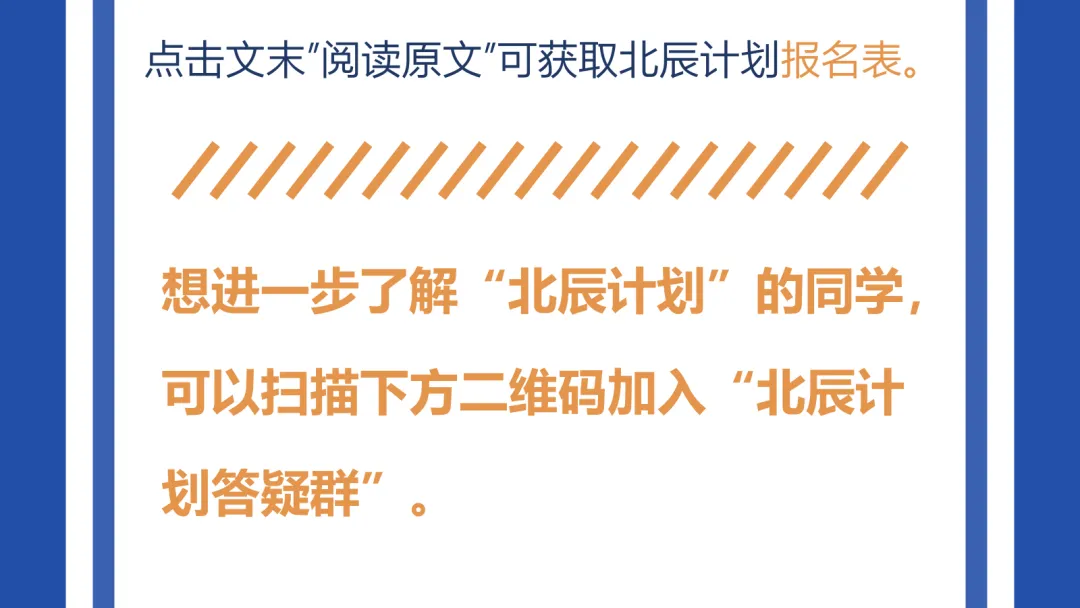 点击文末”阅读原文”可获取北辰计划报名表。
想进一步了解“北辰计划”的同学，
可以扫描下方二维码加入“北辰计
划答疑群”。